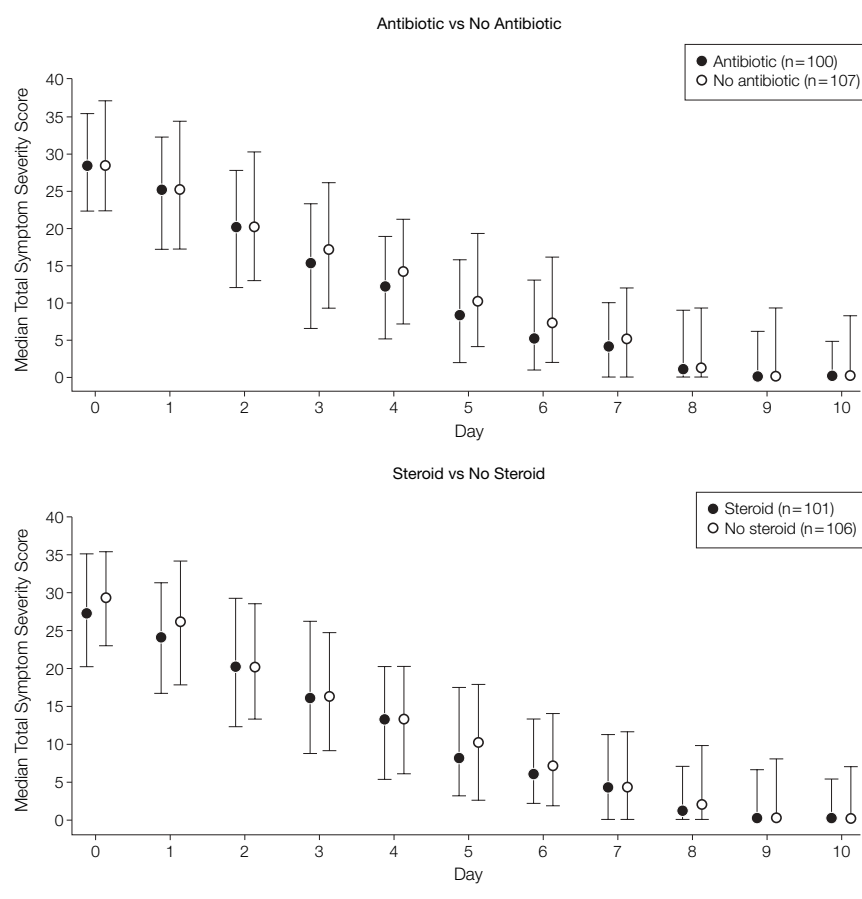 Antibiotic vs No Antibiotic
Antibiotic (n=100)
No antibiotic (n=107)
Median Total Symptom Severity Score
40
35
30
25
20
15
10
5
0
0 1 2 3 4 5 6 7 8 9 10
Day
Steroid vs No Steroid
Steroid (n=101)
No steroid (n=106)
Median Total Symptom Severity Score
40
35
30
25
20
15
10
5
0
0 1 2 3 4 5 6 7 8 9 10
Day